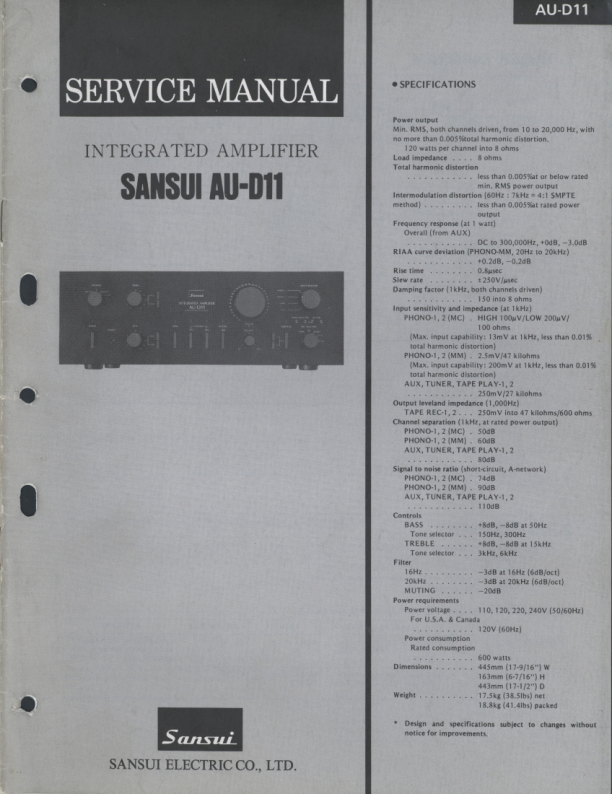 AU-D11
SERVICE MANUAL
INTEGRATED AMPLIFIER
SANSUI AU-D11
Sansui
INTEGRATED AMPLIFIER
AU-D11
Sansui
SANSUI ELECTRIC CO., LTD.
• SPECIFICATIONS
Power output
Min. RMS, both channels driven, from 10 to 20,000 Hz, with
no more than 0.005%total harmonic distortion.
120 watts per channel into 8 ohms
Load impedance . . . . 8 ohms
Total harmonic distortion
. . . . . . . . . . . . less than 0.005%at or below rated
min. RMS power output
Intermodulation distortion (60Hz : 7kHz = 4:1 SMPTE
method) . . . . . . . . . less than 0.005%at rated power
output
Frequency response (at 1 watt)
Overall (from AUX)
. . . . . . . . . . . . DC to 300,000Hz, +0dB, −3.0dB
RIAA curve deviation (PHONO-MM, 20Hz to 20kHz)
. . . . . . . . . . . . +0.2dB, −0.2dB
Rise time . . . . . . . . 0.8μsec
Slew rate . . . . . . . . ±250V/μsec
Damping factor (1kHz, both channels driven)
. . . . . . . . . . . . 150 into 8 ohms
Input sensitivity and impedance (at 1kHz)
PHONO-1, 2 (MC) . HIGH 100μV/LOW 200μV/
100 ohms
(Max. input capability: 13mV at 1kHz, less than 0.01%
total harmonic distortion)
PHONO-1, 2 (MM) . 2.5mV/47 kilohms
(Max. input capability: 200mV at 1kHz, less than 0.01%
total harmonic distortion)
AUX, TUNER, TAPE PLAY-1, 2
. . . . . . . . . . . . 250mV/27 kilohms
Output leveland impedance (1,000Hz)
TAPE REC-1, 2 . . . 250mV into 47 kilohms/600 ohms
Channel separation (1kHz, at rated power output)
PHONO-1, 2 (MC) . 50dB
PHONO-1, 2 (MM) . 60dB
AUX, TUNER, TAPE PLAY-1, 2
. . . . . . . . . . . . 80dB
Signal to noise ratio (short-circuit, A-network)
PHONO-1, 2 (MC) . 74dB
PHONO-1, 2 (MM) . 90dB
AUX, TUNER, TAPE PLAY-1, 2
. . . . . . . . . . . . 110dB
Controls
BASS . . . . . . . . +8dB, −8dB at 50Hz
Tone selector . . . 150Hz, 300Hz
TREBLE . . . . . . +8dB, −8dB at 15kHz
Tone selector . . . 3kHz, 6kHz
Filter
16Hz . . . . . . . . . −3dB at 16Hz (6dB/oct)
20kHz . . . . . . . . −3dB at 20kHz (6dB/oct)
MUTING . . . . . . −20dB
Power requirements
Power voltage . . . . 110, 120, 220, 240V (50/60Hz)
For U.S.A. & Canada
. . . . . . . . . . . 120V (60Hz)
Power consumption
Rated consumption
. . . . . . . . . . . 600 watts
Dimensions . . . . . . . 445mm (17-9/16") W
163mm (6-7/16") H
443mm (17-1/2") D
Weight . . . . . . . . . . 17.5kg (38.5lbs) net
18.8kg (41.4lbs) packed
* Design and specifications subject to changes without
notice for improvements.